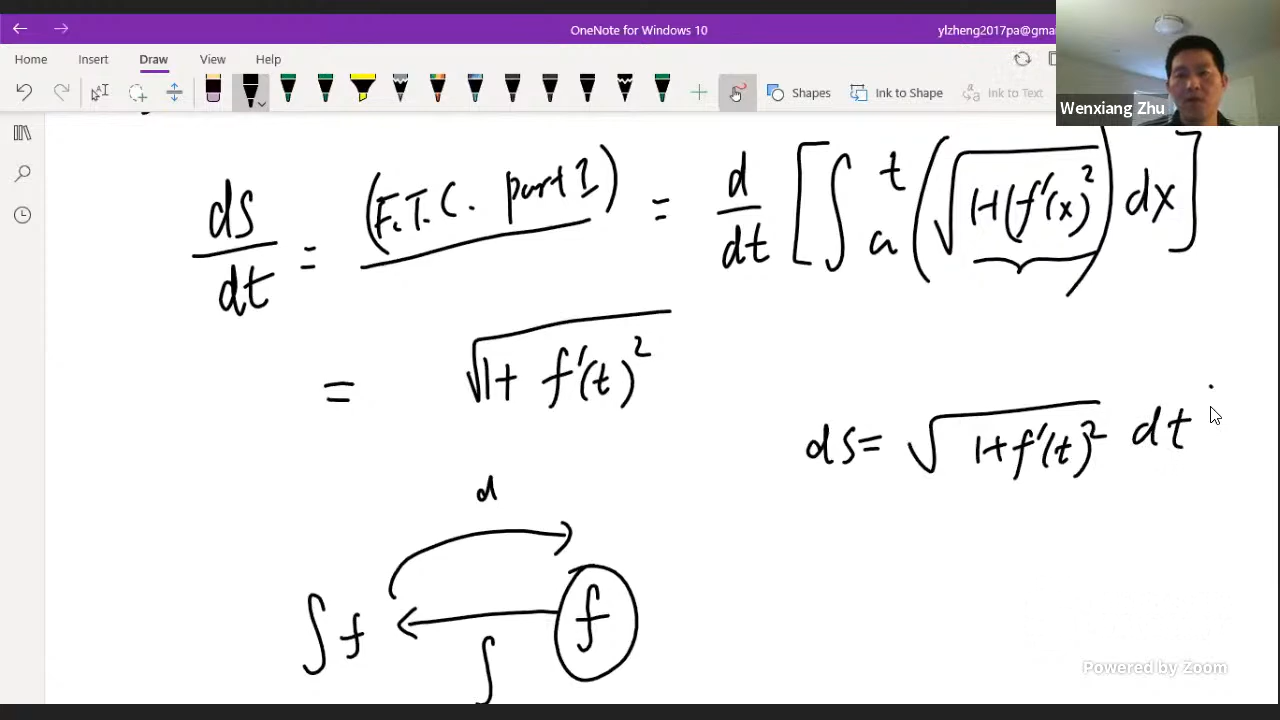 OneNote for Windows 10
ylzheng2017pa@gma
Home Insert Draw View Help
Shapes Ink to Shape Ink to Text
Wenxiang Zhu
ds/dt = (F.T.C. part 1) = d/dt [∫_a^t (√(1+(f'(x)^2)) dx]
= √(1+ f'(t)^2)
ds= √(1+f'(t)^2) dt
d
∫f f
∫
Powered by Zoom